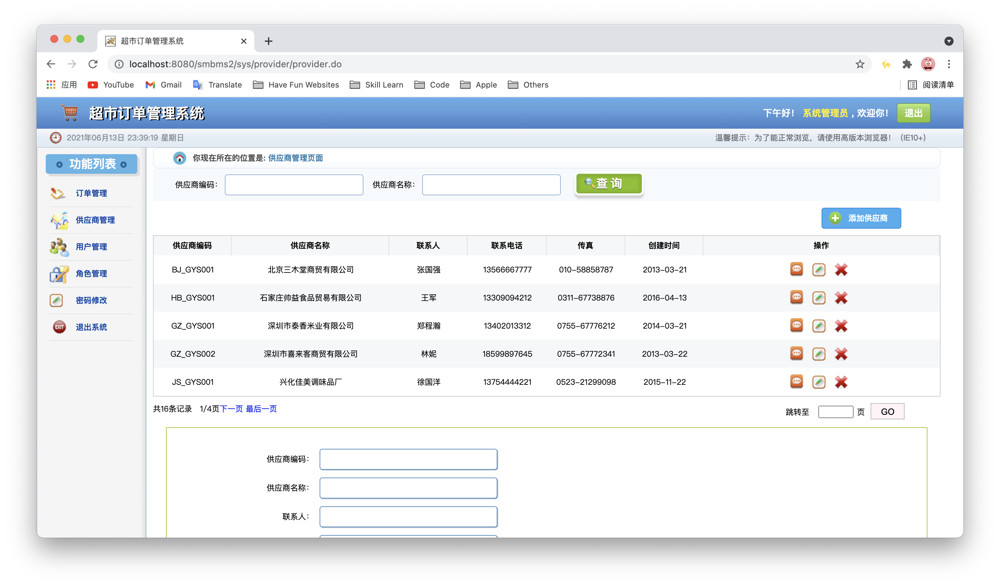 超市订单管理系统
localhost:8080/smbms2/sys/provider/provider.do
应用 YouTube Gmail Translate Have Fun Websites Skill Learn Code Apple Others 阅读清单
超市订单管理系统 下午好！ 系统管理员 , 欢迎你！ 退出
2021年06月13日 23:39:19 星期日 温馨提示：为了能正常浏览，请使用高版本浏览器！ （IE10+）
功能列表
订单管理
供应商管理
用户管理
角色管理
密码修改
EXIT 退出系统
你现在所在的位置是: 供应商管理页面
供应商编码： 供应商名称： 查 询
添加供应商
供应商编码 供应商名称 联系人 联系电话 传真 创建时间 操作
BJ_GYS001 北京三木堂商贸有限公司 张国强 13566667777 010-58858787 2013-03-21
HB_GYS001 石家庄帅益食品贸易有限公司 王军 13309094212 0311-67738876 2016-04-13
GZ_GYS001 深圳市泰香米业有限公司 郑程瀚 13402013312 0755-67776212 2014-03-21
GZ_GYS002 深圳市喜来客商贸有限公司 林妮 18599897645 0755-67772341 2013-03-22
JS_GYS001 兴化佳美调味品厂 徐国洋 13754444221 0523-21299098 2015-11-22
共16条记录 1/4页下一页 最后一页 跳转至 页 GO
供应商编码：
供应商名称：
联系人：